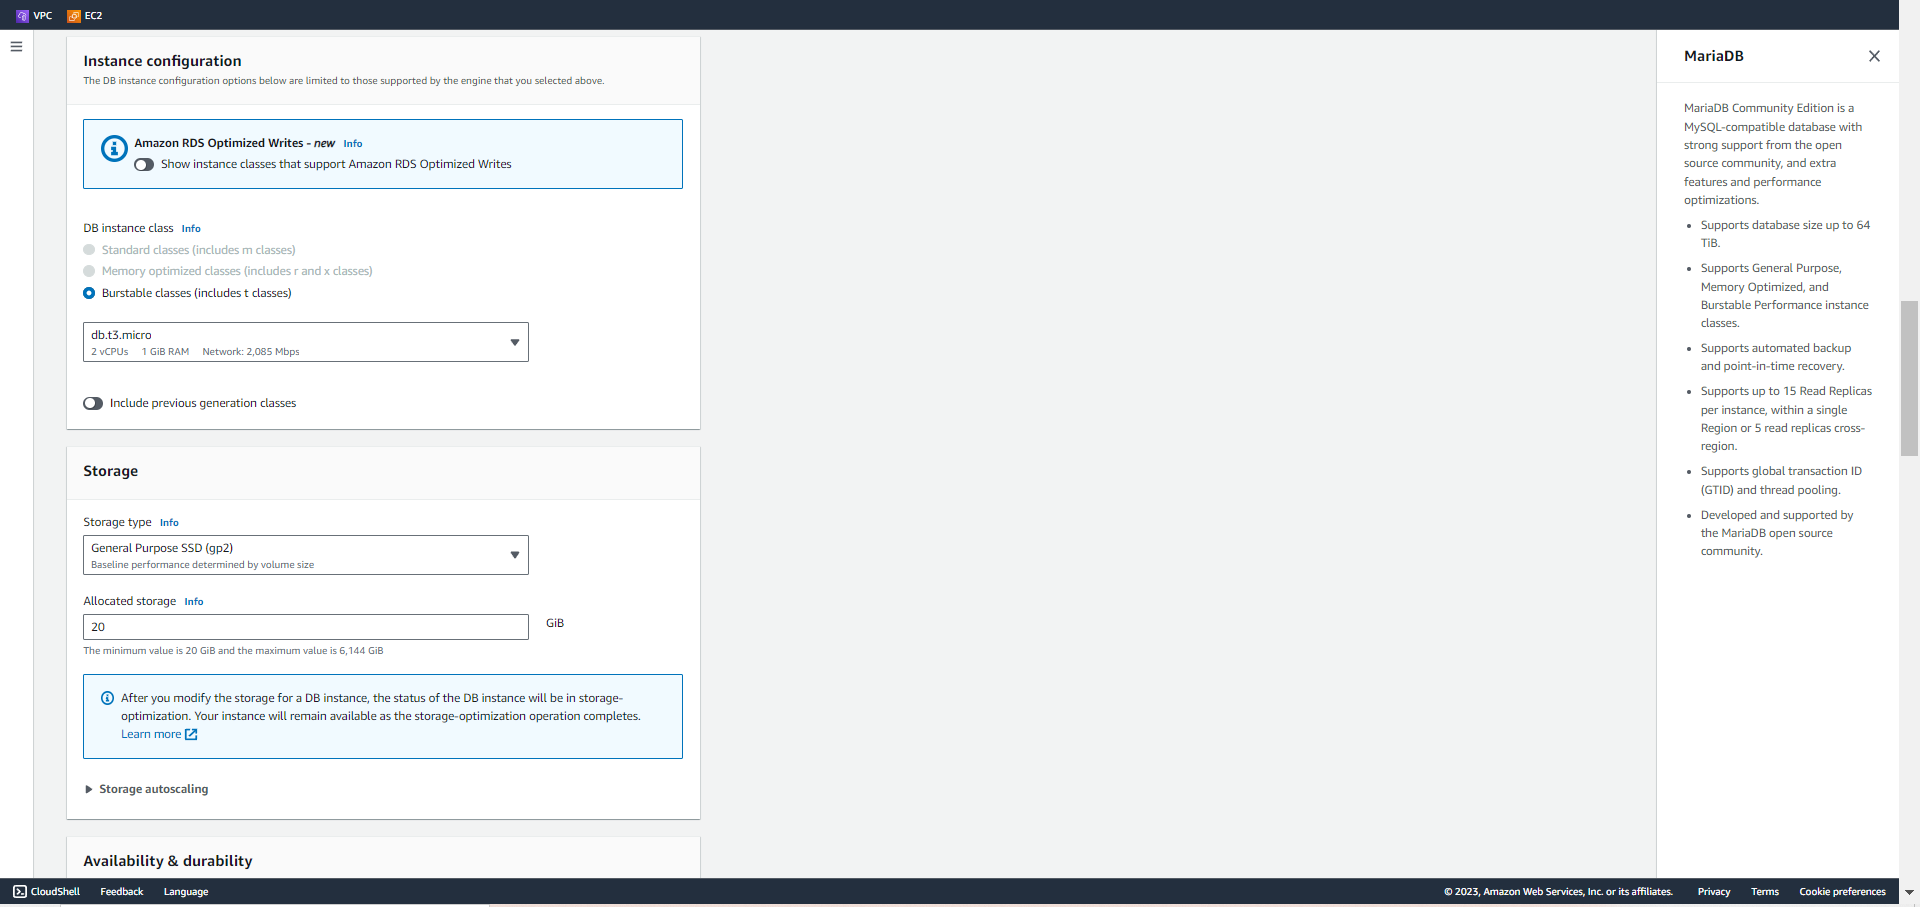 VPC EC2
Instance configuration
The DB instance configuration options below are limited to those supported by the engine that you selected above.
Amazon RDS Optimized Writes - new Info
Show instance classes that support Amazon RDS Optimized Writes
DB instance class Info
Standard classes (includes m classes)
Memory optimized classes (includes r and x classes)
Burstable classes (includes t classes)
db.t3.micro
2 vCPUs 1 GiB RAM Network: 2,085 Mbps
Include previous generation classes
Storage
Storage type Info
General Purpose SSD (gp2)
Baseline performance determined by volume size
Allocated storage Info
20
GiB
The minimum value is 20 GiB and the maximum value is 6,144 GiB
After you modify the storage for a DB instance, the status of the DB instance will be in storage-
optimization. Your instance will remain available as the storage-optimization operation completes.
Learn more
Storage autoscaling
Availability & durability
MariaDB
MariaDB Community Edition is a
MySQL-compatible database with
strong support from the open
source community, and extra
features and performance
optimizations.
• Supports database size up to 64
TiB.
• Supports General Purpose,
Memory Optimized, and
Burstable Performance instance
classes.
• Supports automated backup
and point-in-time recovery.
• Supports up to 15 Read Replicas
per instance, within a single
Region or 5 read replicas cross-
region.
• Supports global transaction ID
(GTID) and thread pooling.
• Developed and supported by
the MariaDB open source
community.
CloudShell Feedback Language
© 2023, Amazon Web Services, Inc. or its affiliates. Privacy Terms Cookie preferences